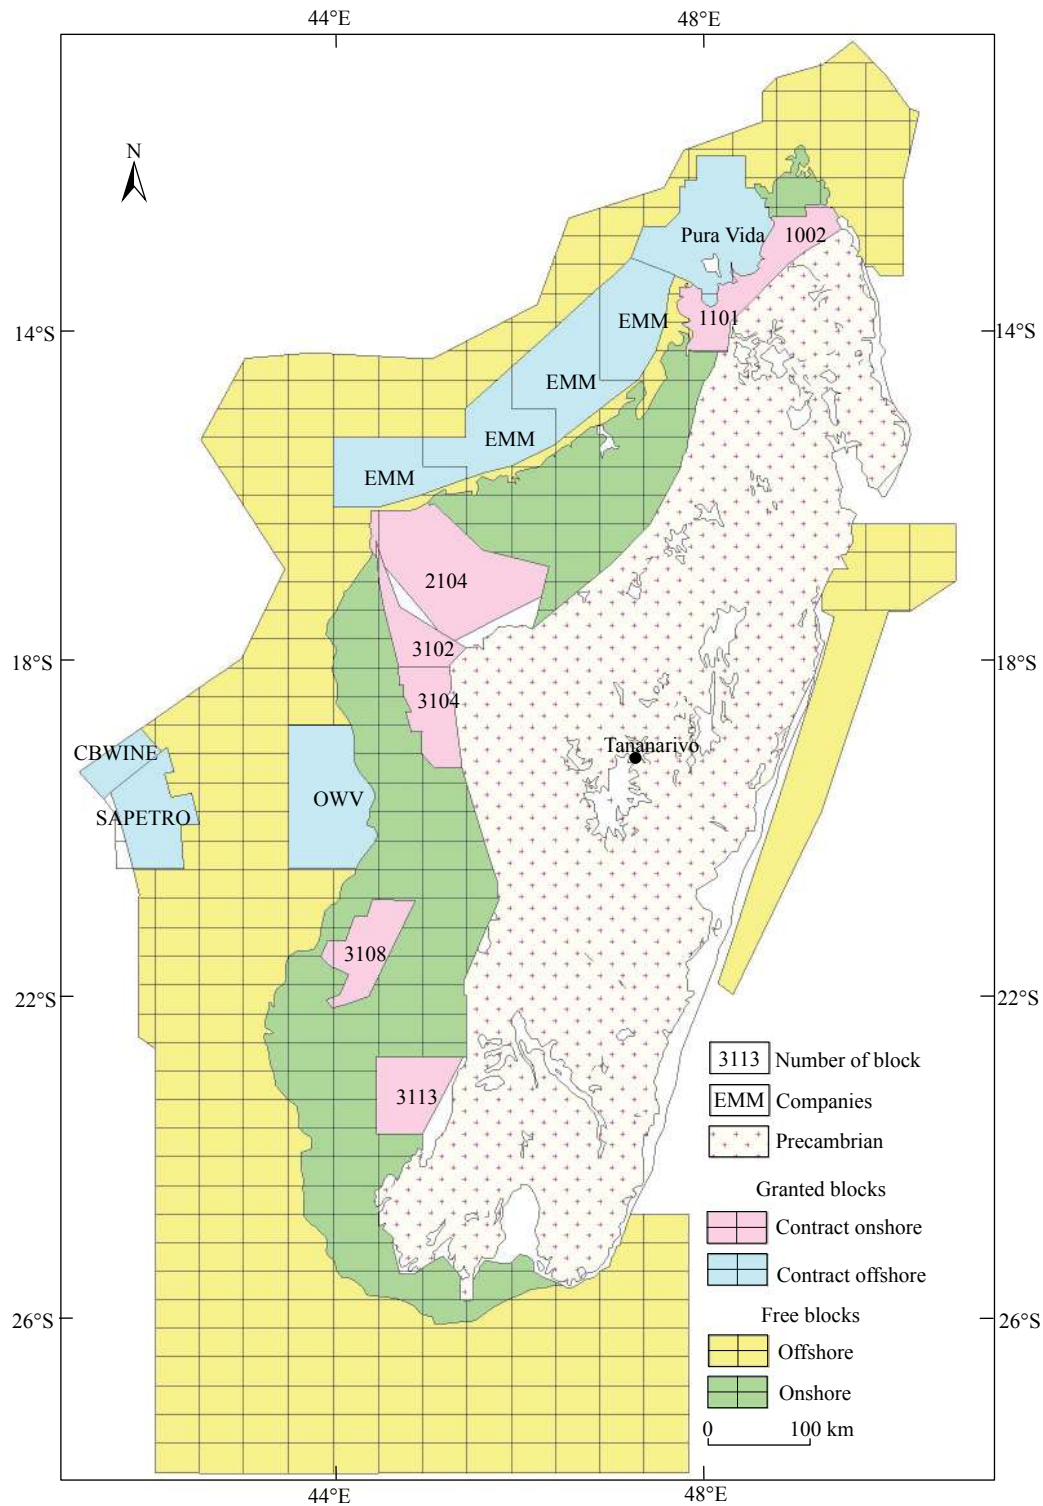 44°E
48°E
N
Pura Vida
1002
14°S
EMM
1101
14°S
EMM
EMM
EMM
2104
3102
18°S
18°S
3104
Tananarivo
CBWINE
OWV
SAPETRO
3108
22°S
22°S
3113
26°S
26°S
3113 Number of block
EMM Companies
Precambrian
Granted blocks
Contract onshore
Contract offshore
Free blocks
Offshore
Onshore
0 100 km
44°E
48°E